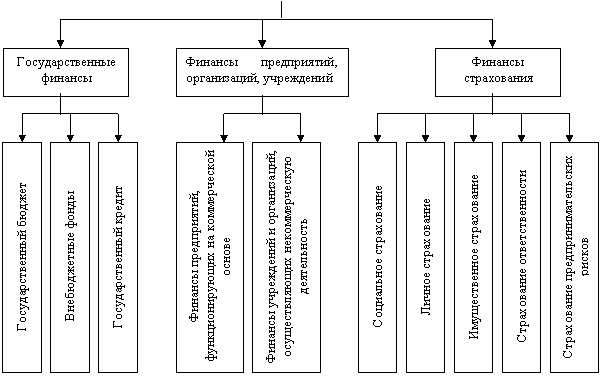 Государственные
финансы
Финансы предприятий,
организаций, учреждений
Финансы
страхования
Государственный бюджет
Внебюджетные фонды
Государственный кредит
Финансы предприятий,
функционирующих на коммерческой
основе
Финансы учреждений и организаций,
осуществляющих некоммерческую
деятельность
Социальное страхование
Личное страхование
Имущественное страхование
Страхование ответственности
Страхование предпринимательских
рисков